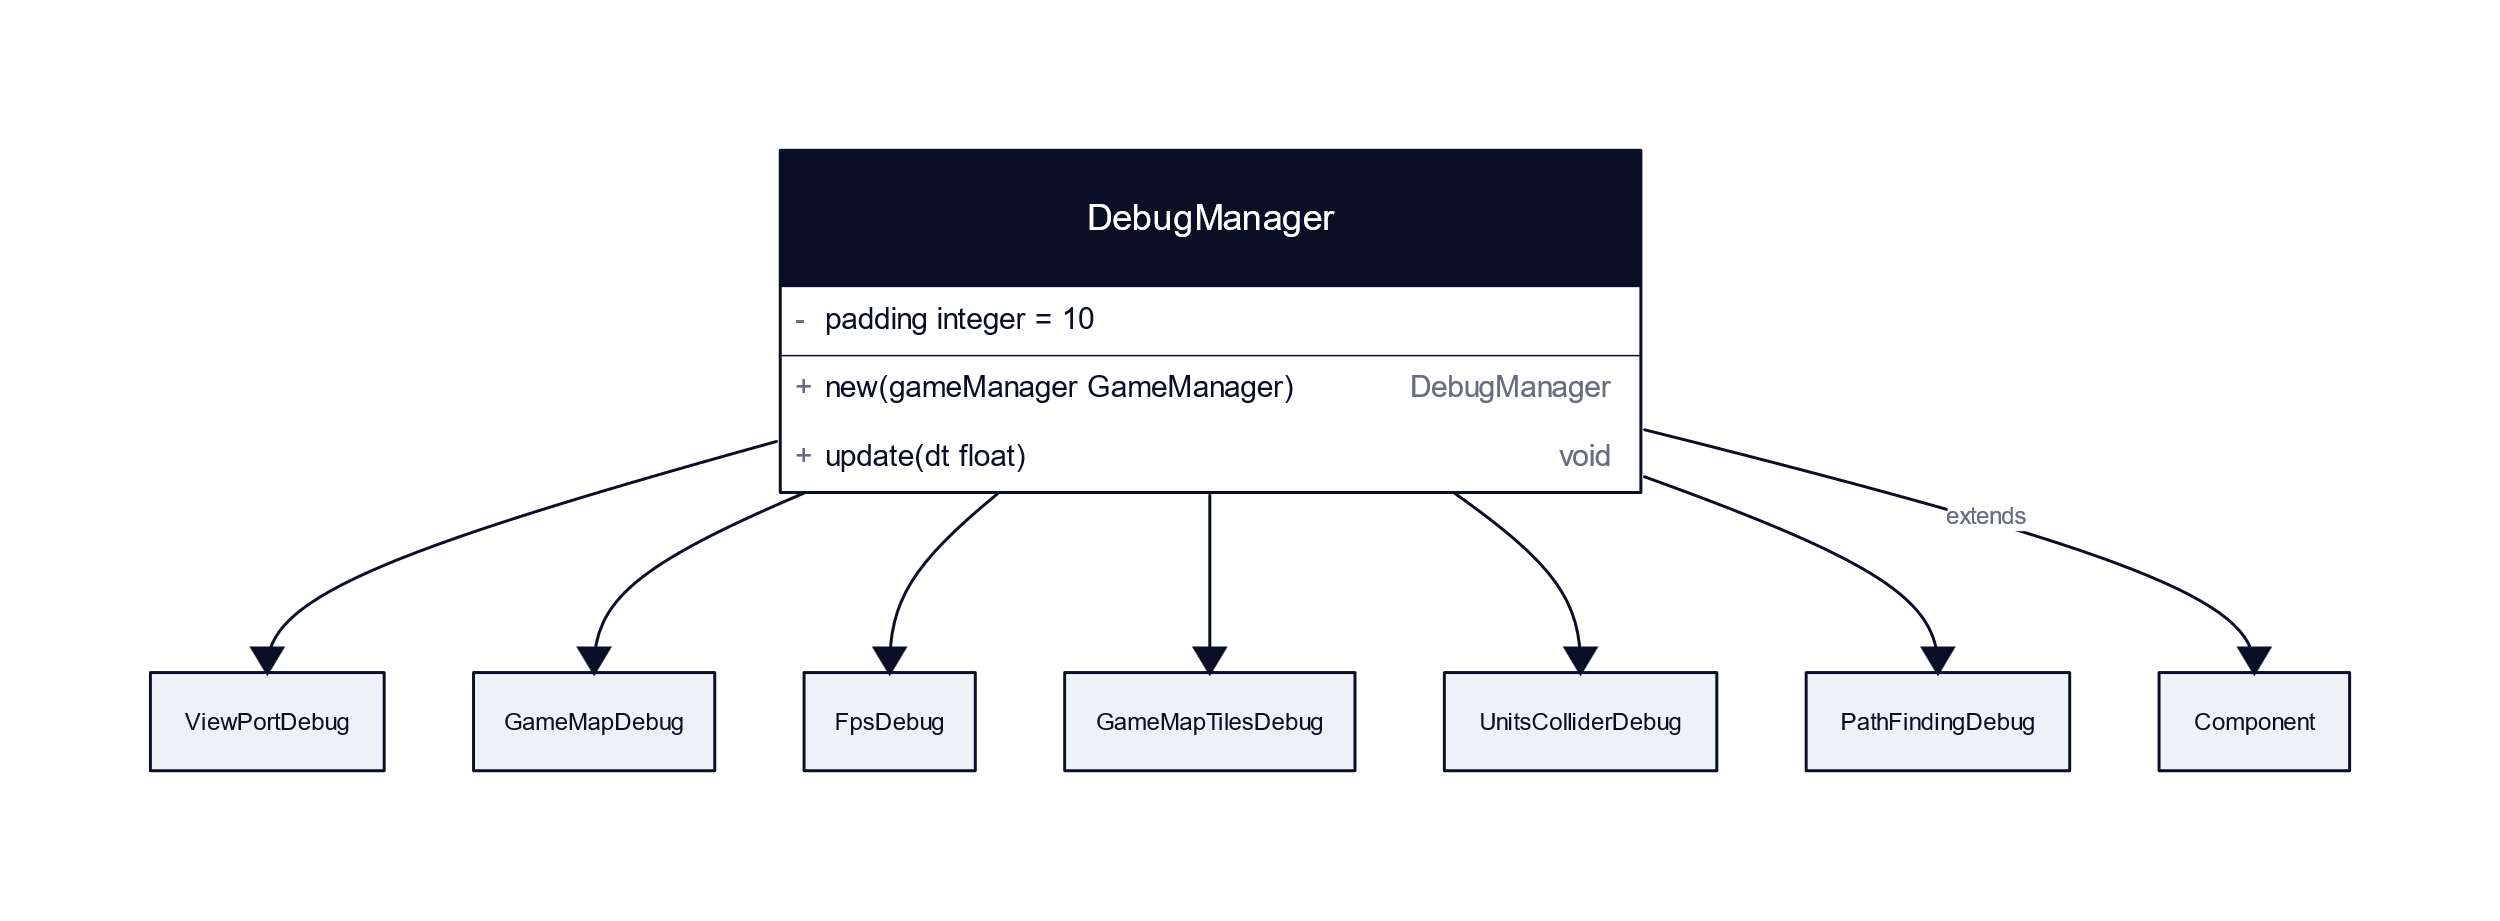 DebugManager
- padding integer = 10
+ new(gameManager GameManager) DebugManager
+ update(dt float) void
extends
ViewPortDebug GameMapDebug FpsDebug GameMapTilesDebug UnitsColliderDebug PathFindingDebug Component